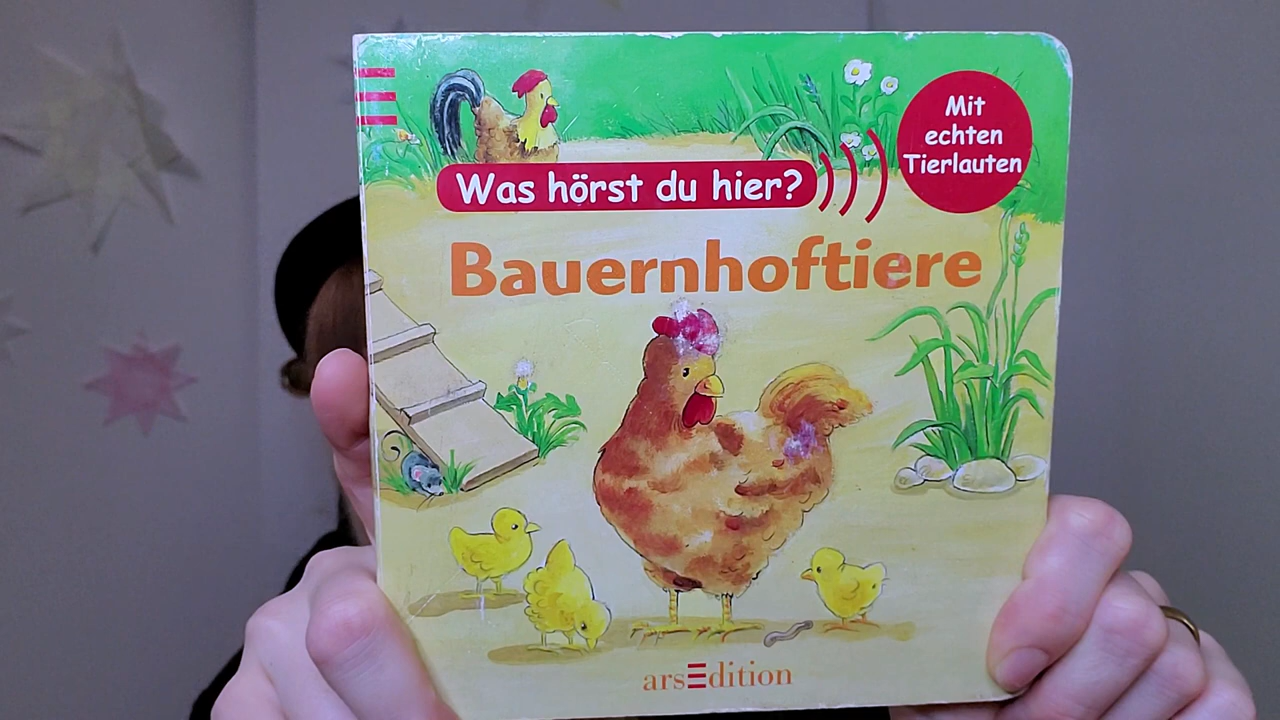 Mit
echten
Tierlauten
Was hörst du hier?
Bauernhoftiere
arsEdition